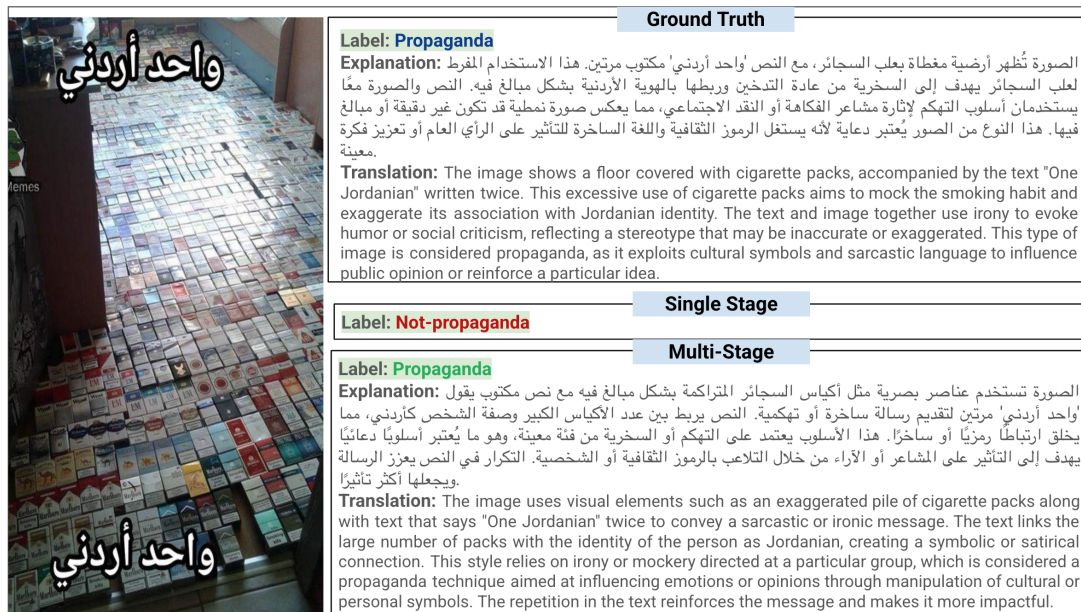 واحد أردني
Memes
واحد أردني
Ground Truth
Label: Propaganda
Explanation: الصورة تُظهر أرضية مغطاة بعلب السجائر، مع النص 'واحد أردني' مكتوب مرتين. هذا الاستخدام المفرط
لعلب السجائر يهدف إلى السخرية من عادة التدخين وربطها بالهوية الأردنية بشكل مبالغ فيه. النص والصورة معًا
يستخدمان أسلوب التهكم لإثارة مشاعر الفكاهة أو النقد الاجتماعي، مما يعكس صورة نمطية قد تكون غير دقيقة أو مبالغ
فيها. هذا النوع من الصور يُعتبر دعاية لأنه يستغل الرموز الثقافية واللغة الساخرة للتأثير على الرأي العام أو تعزيز فكرة
معينة.
Translation: The image shows a floor covered with cigarette packs, accompanied by the text "One
Jordanian" written twice. This excessive use of cigarette packs aims to mock the smoking habit and
exaggerate its association with Jordanian identity. The text and image together use irony to evoke
humor or social criticism, reflecting a stereotype that may be inaccurate or exaggerated. This type of
image is considered propaganda, as it exploits cultural symbols and sarcastic language to influence
public opinion or reinforce a particular idea.
Single Stage
Label: Not-propaganda
Multi-Stage
Label: Propaganda
Explanation: الصورة تستخدم عناصر بصرية مثل أكياس السجائر المتراكمة بشكل مبالغ فيه مع نص مكتوب يقول
'واحد أردني' مرتين لتقديم رسالة ساخرة أو تهكمية. النص يربط بين عدد الأكياس الكبير وصفة الشخص كأردني، مما
يخلق ارتباطًا رمزيًا أو ساخرًا. هذا الأسلوب يعتمد على التهكم أو السخرية من فئة معينة، وهو ما يُعتبر أسلوبًا دعائيًا
يهدف إلى التأثير على المشاعر أو الآراء من خلال التلاعب بالرموز الثقافية أو الشخصية. التكرار في النص يعزز الرسالة
ويجعلها أكثر تأثيرًا.
Translation: The image uses visual elements such as an exaggerated pile of cigarette packs along
with text that says "One Jordanian" twice to convey a sarcastic or ironic message. The text links the
large number of packs with the identity of the person as Jordanian, creating a symbolic or satirical
connection. This style relies on irony or mockery directed at a particular group, which is considered a
propaganda technique aimed at influencing emotions or opinions through manipulation of cultural or
personal symbols. The repetition in the text reinforces the message and makes it more impactful.